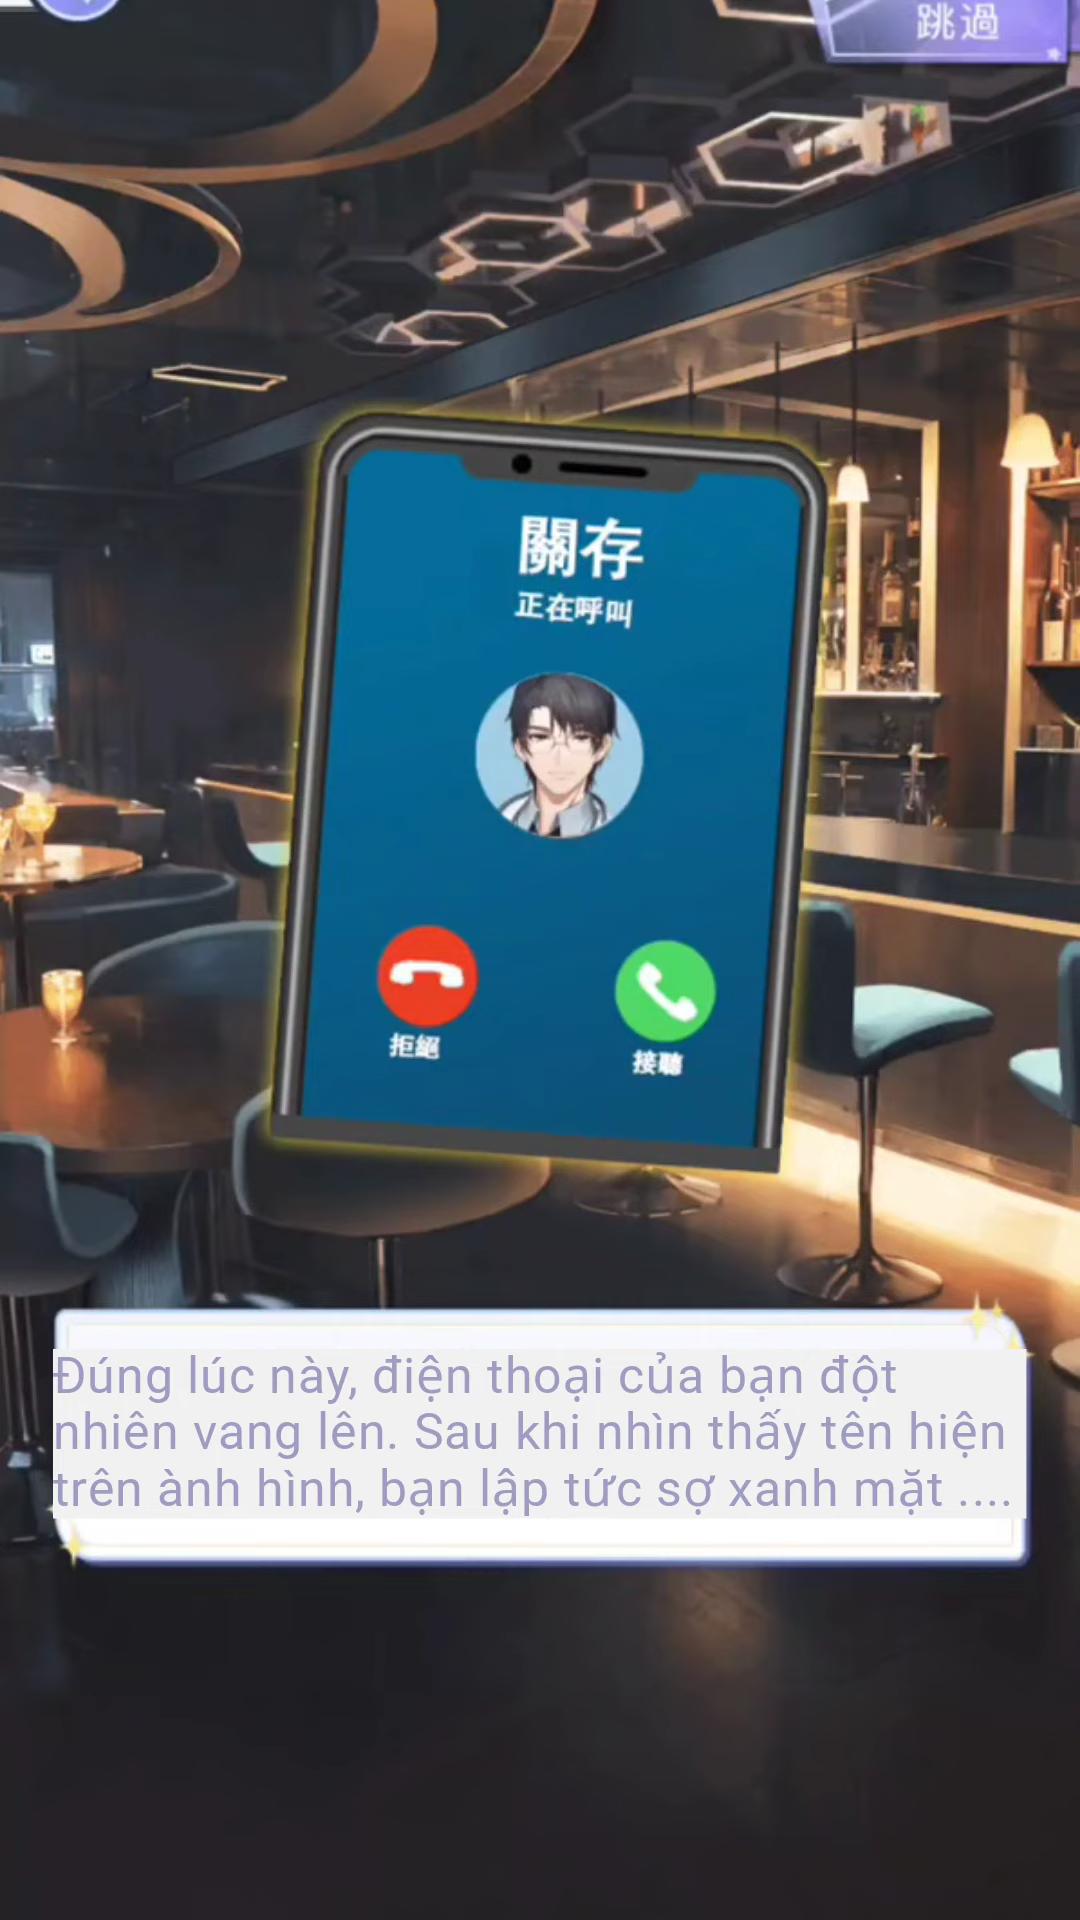 跳過
關存
正在呼叫
拒絕
接聽
Đúng lúc này, điện thoại của bạn đột
nhiên vang lên. Sau khi nhìn thấy tên hiện
trên ành hình, bạn lập tức sợ xanh mặt ....